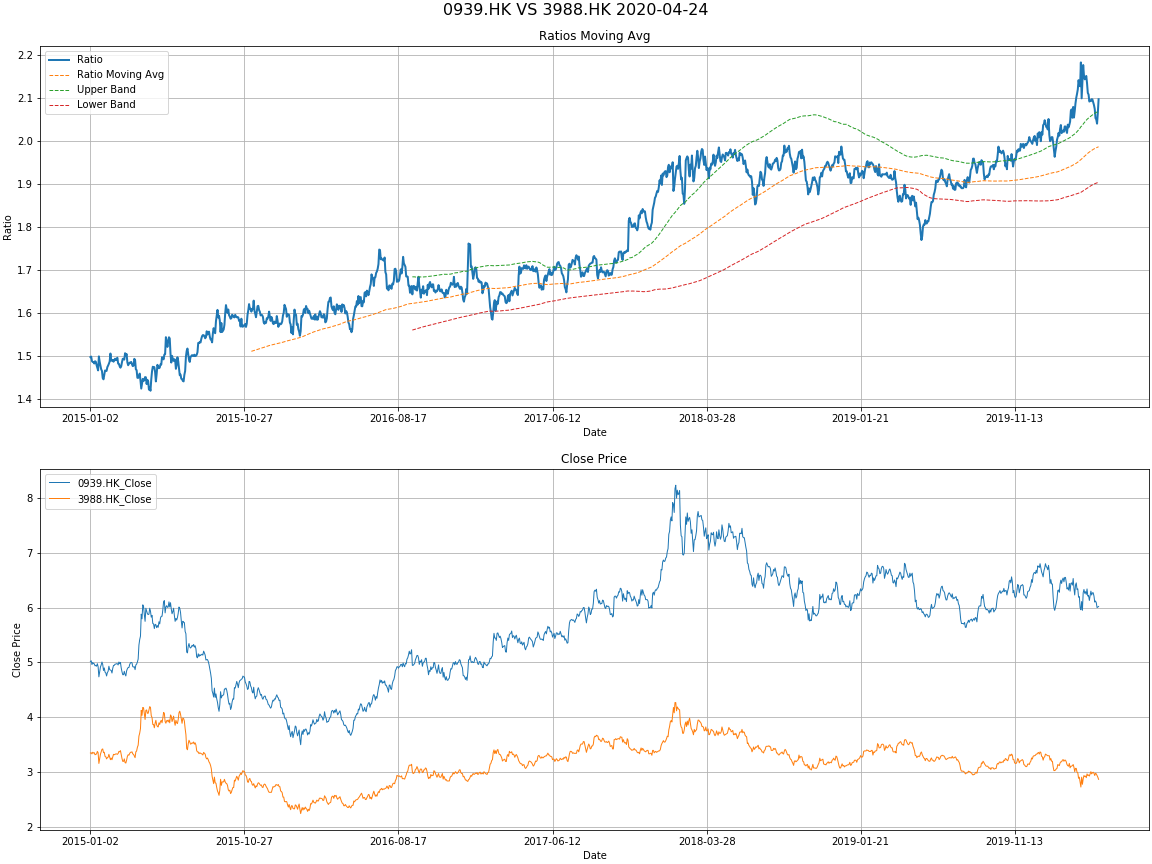 0939.HK VS 3988.HK 2020-04-24
Ratios Moving Avg
Ratio
Ratio Moving Avg
Upper Band
Lower Band
2.2
2.1
2.0
1.9
1.8
1.7
1.6
1.5
1.4
Ratio
2015-01-02 2015-10-27 2016-08-17 2017-06-12 2018-03-28 2019-01-21 2019-11-13
Date
Close Price
0939.HK_Close
3988.HK_Close
8
7
6
5
4
3
2
Close Price
2015-01-02 2015-10-27 2016-08-17 2017-06-12 2018-03-28 2019-01-21 2019-11-13
Date